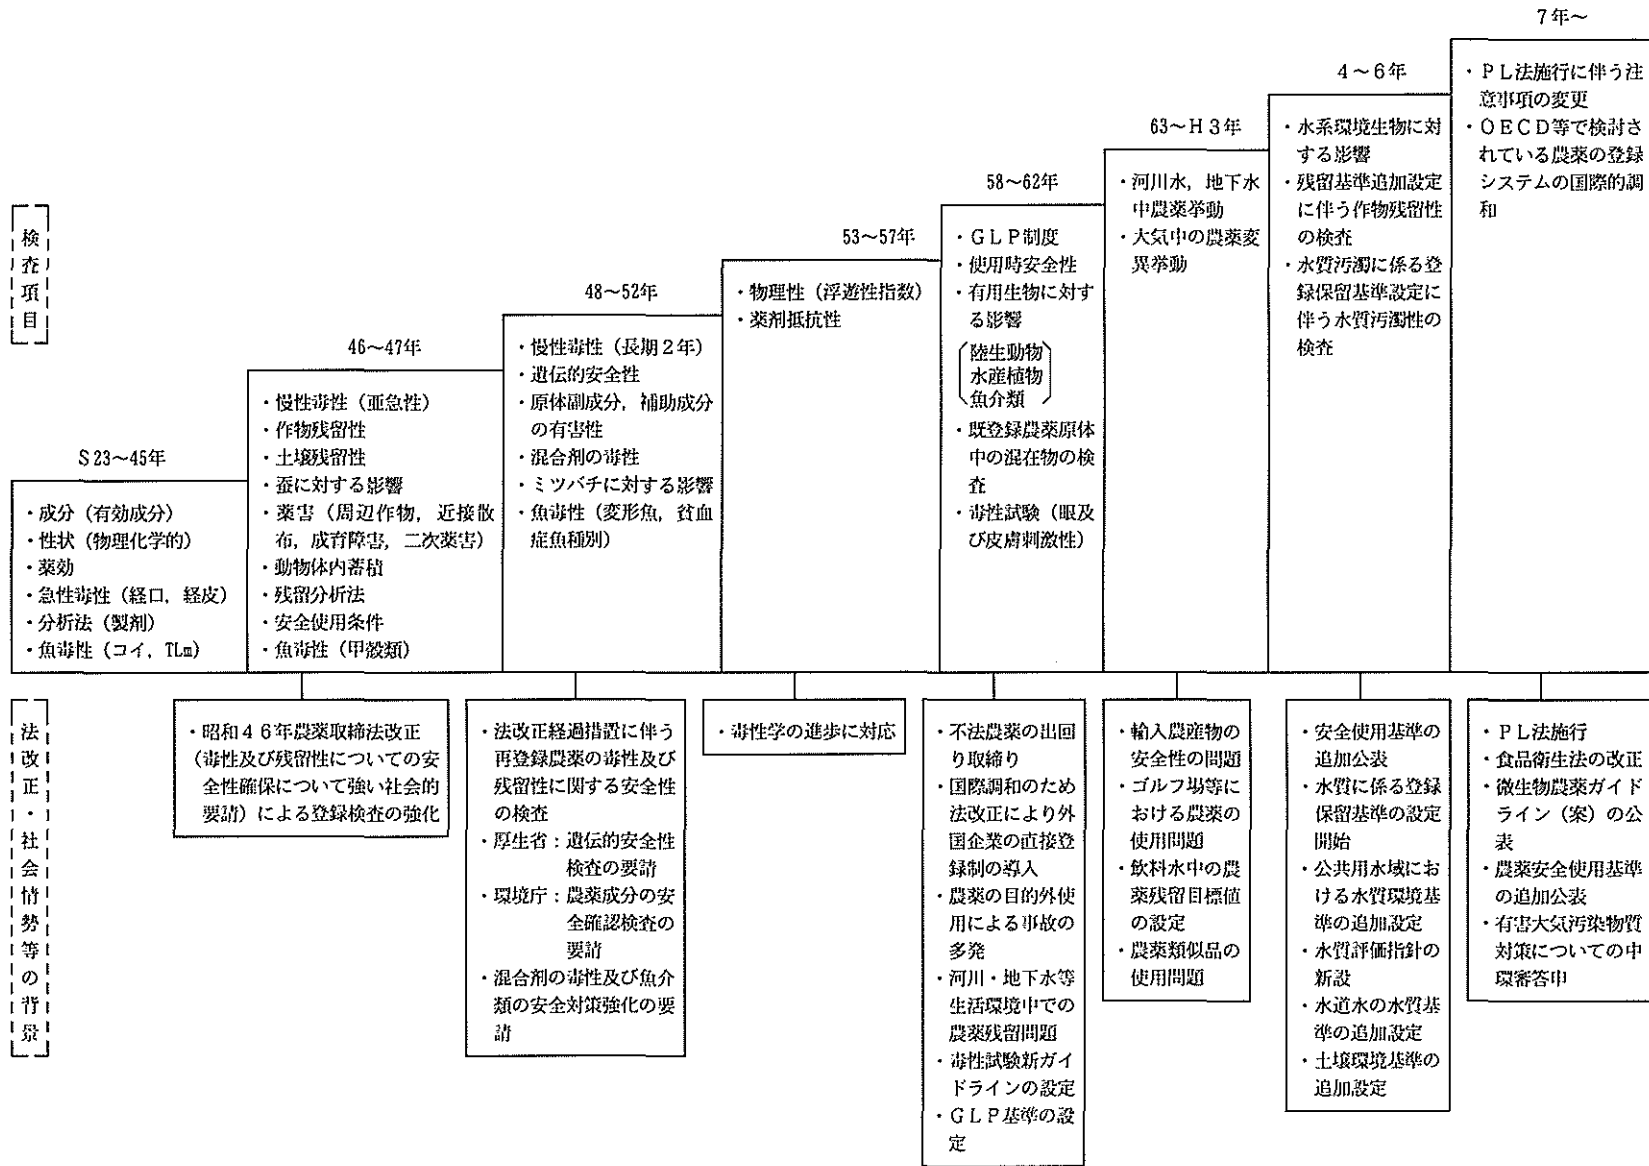 検査項目
S23～45年
・成分（有効成分）
・性状（物理化学的）
・薬効
・急性毒性（経口，経皮）
・分析法（製剤）
・魚毒性（コイ，TLm）
46～47年
・慢性毒性（亜急性）
・作物残留性
・土壌残留性
・蚕に対する影響
・薬害（周辺作物，近接散
布，成育障害，二次薬害）
・動物体内蓄積
・残留分析法
・安全使用条件
・魚毒性（甲殻類）
48～52年
・慢性毒性（長期２年）
・遺伝的安全性
・原体副成分，補助成分
の有害性
・混合剤の毒性
・ミツバチに対する影響
・魚毒性（変形魚，貧血
症魚種別）
53～57年
・物理性（浮遊性指数）
・薬剤抵抗性
58～62年
・ＧＬＰ制度
・使用時安全性
・有用生物に対す
る影響
陸生動物
水産植物
魚介類
・既登録農薬原体
中の混在物の検
査
・毒性試験（眼及
び皮膚刺激性）
63～Ｈ３年
・河川水，地下水
中農薬挙動
・大気中の農薬変
異挙動
４～６年
・水系環境生物に対
する影響
・残留基準追加設定
に伴う作物残留性
の検査
・水質汚濁に係る登
録保留基準設定に
伴う水質汚濁性の
検査
７年～
・ＰＬ法施行に伴う注
意事項の変更
・ＯＥＣＤ等で検討さ
れている農薬の登録
システムの国際的調
和
法改正・社会情勢等の背景
・昭和４６年農薬取締法改正
（毒性及び残留性についての安
全性確保について強い社会的
要請）による登録検査の強化
・法改正経過措置に伴う
再登録農薬の毒性及び
残留性に関する安全性
の検査
・厚生省：遺伝的安全性
検査の要請
・環境庁：農薬成分の安
全確認検査の
要請
・混合剤の毒性及び魚介
類の安全対策強化の要
請
・毒性学の進歩に対応
・不法農薬の出回
り取締り
・国際調和のため
法改正により外
国企業の直接登
録制の導入
・農薬の目的外使
用による事故の
多発
・河川・地下水等
生活環境中での
農薬残留問題
・毒性試験新ガイ
ドラインの設定
・ＧＬＰ基準の設
定
・輸入農産物の
安全性の問題
・ゴルフ場等に
おける農薬の
使用問題
・飲料水中の農
薬残留目標値
の設定
・農薬類似品の
使用問題
・安全使用基準の
追加公表
・水質に係る登録
保留基準の設定
開始
・公共用水域にお
ける水質環境基
準の追加設定
・水質評価指針の
新設
・水道水の水質基
準の追加設定
・土壌環境基準の
追加設定
・ＰＬ法施行
・食品衛生法の改正
・微生物農薬ガイド
ライン（案）の公
表
・農薬安全使用基準
の追加公表
・有害大気汚染物質
対策についての中
環審答申